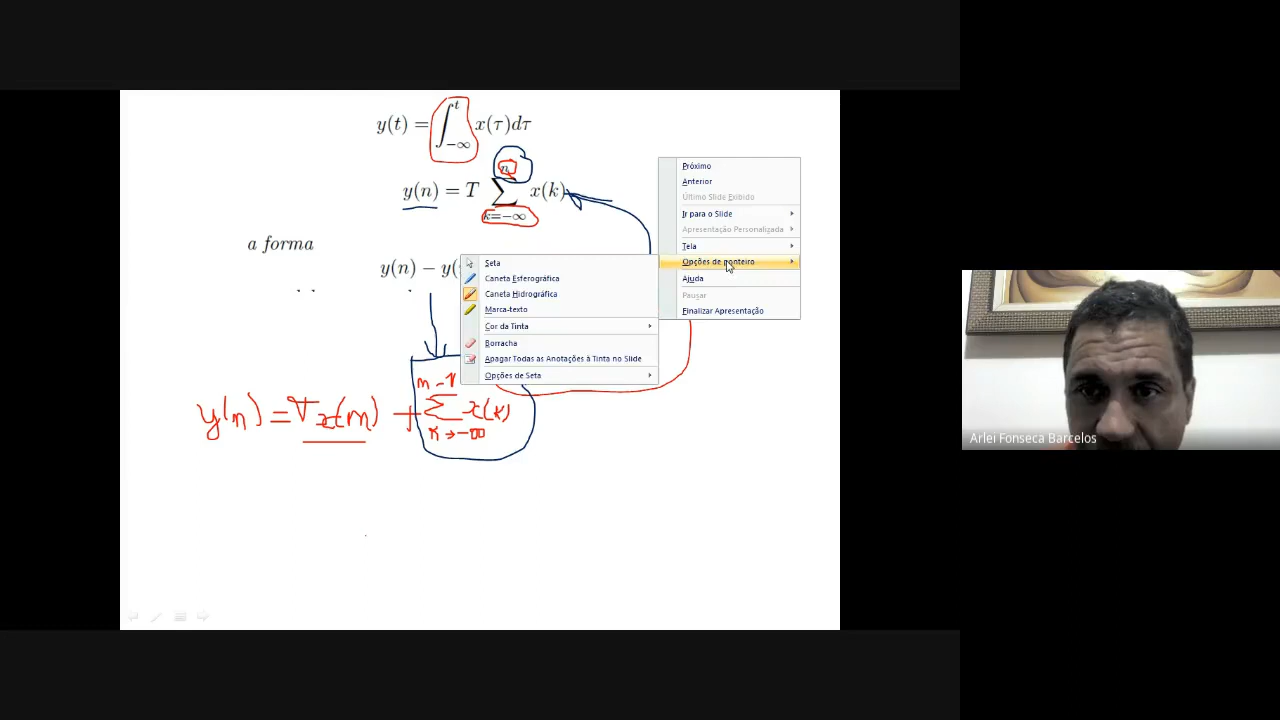 y(t) = ∫_{-∞}^{t} x(τ)dτ
y(n) = T ∑_{k=-∞}^{n} x(k)
a forma
y(n) − y(
y(n) = T x(n) + ∑_{k→-∞}^{n-1} x(k)
Próximo
Anterior
Último Slide Exibido
Ir para o Slide
Apresentação Personalizada
Tela
Opções de ponteiro
Ajuda
Pausar
Finalizar Apresentação
Seta
Caneta Esferográfica
Caneta Hidrográfica
Marca-texto
Cor da Tinta
Borracha
Apagar Todas as Anotações à Tinta no Slide
Opções de Seta
Arlei Fonseca Barcelos